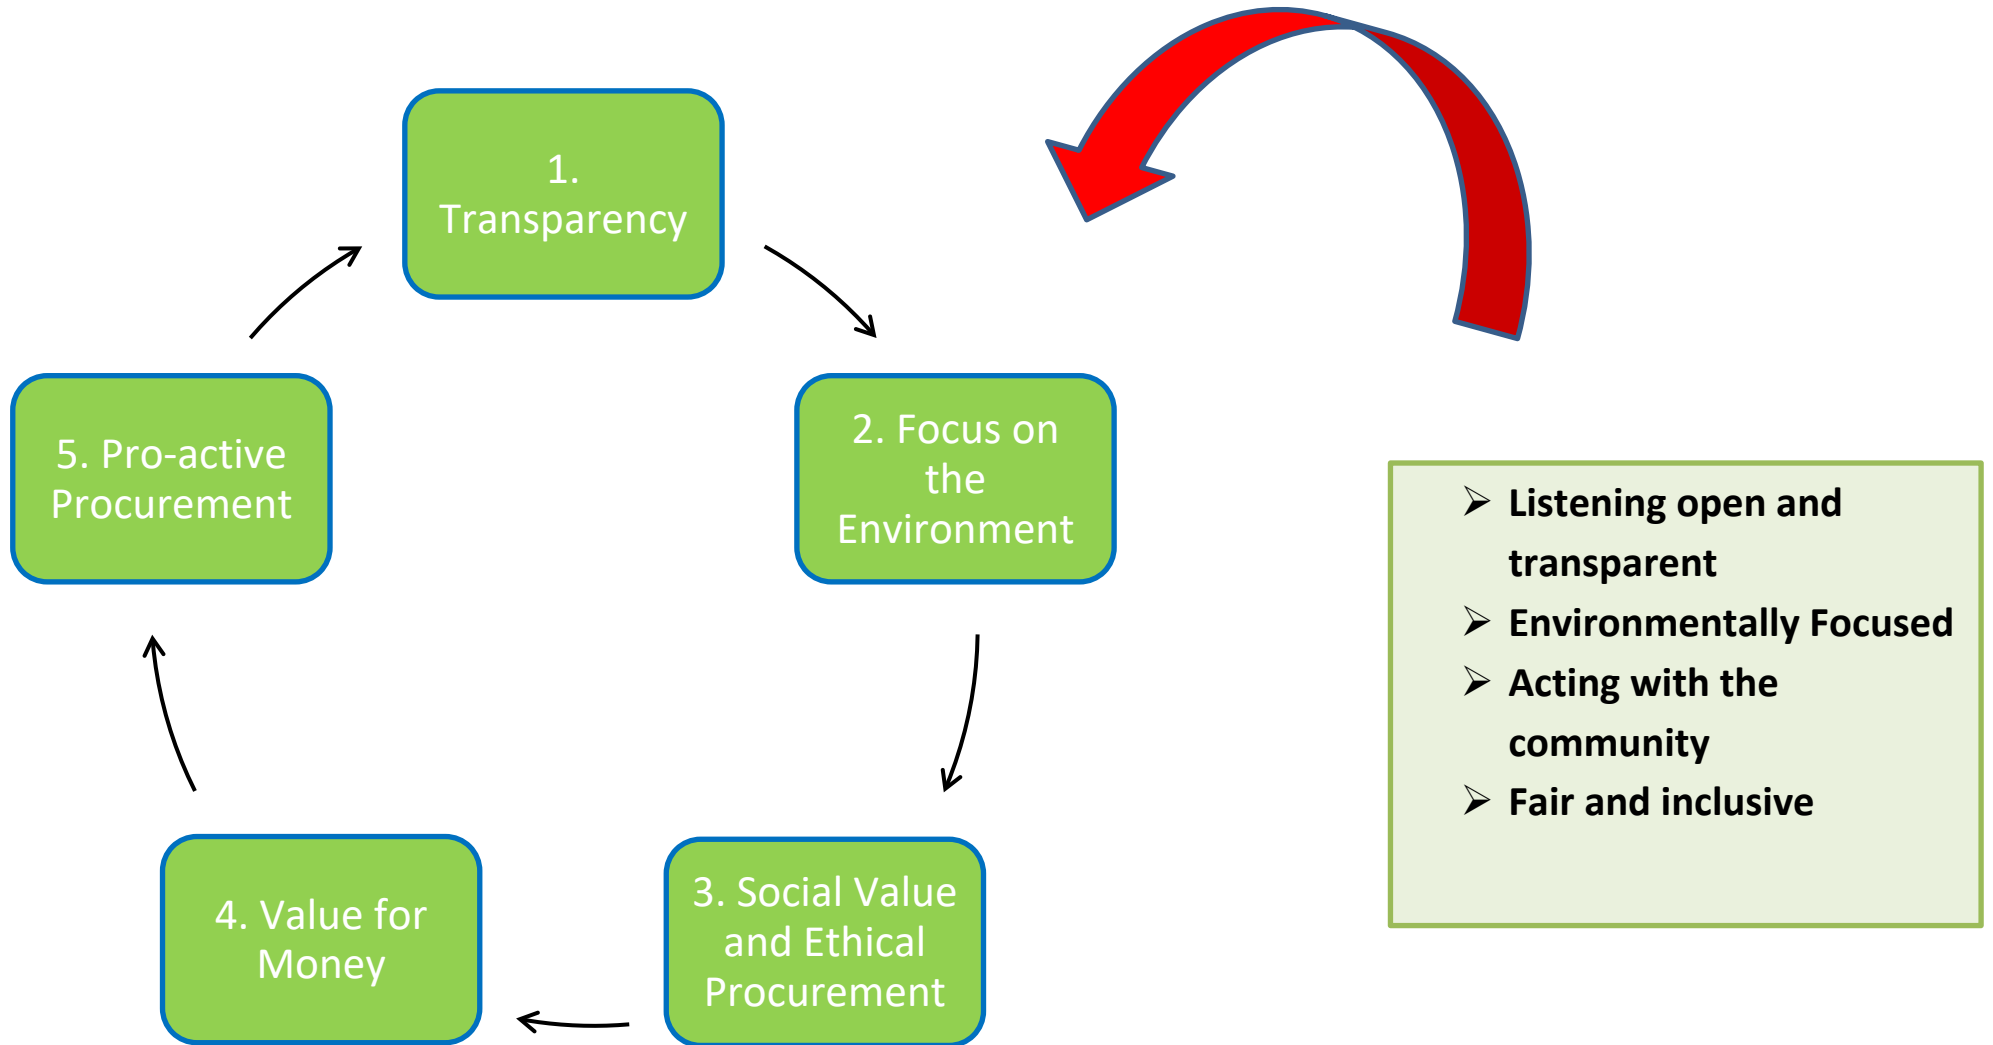 1.
Transparency
2. Focus on
the
Environment
3. Social Value
and Ethical
Procurement
4. Value for
Money
5. Pro-active
Procurement
➢ Listening open and
transparent
➢ Environmentally Focused
➢ Acting with the
community
➢ Fair and inclusive